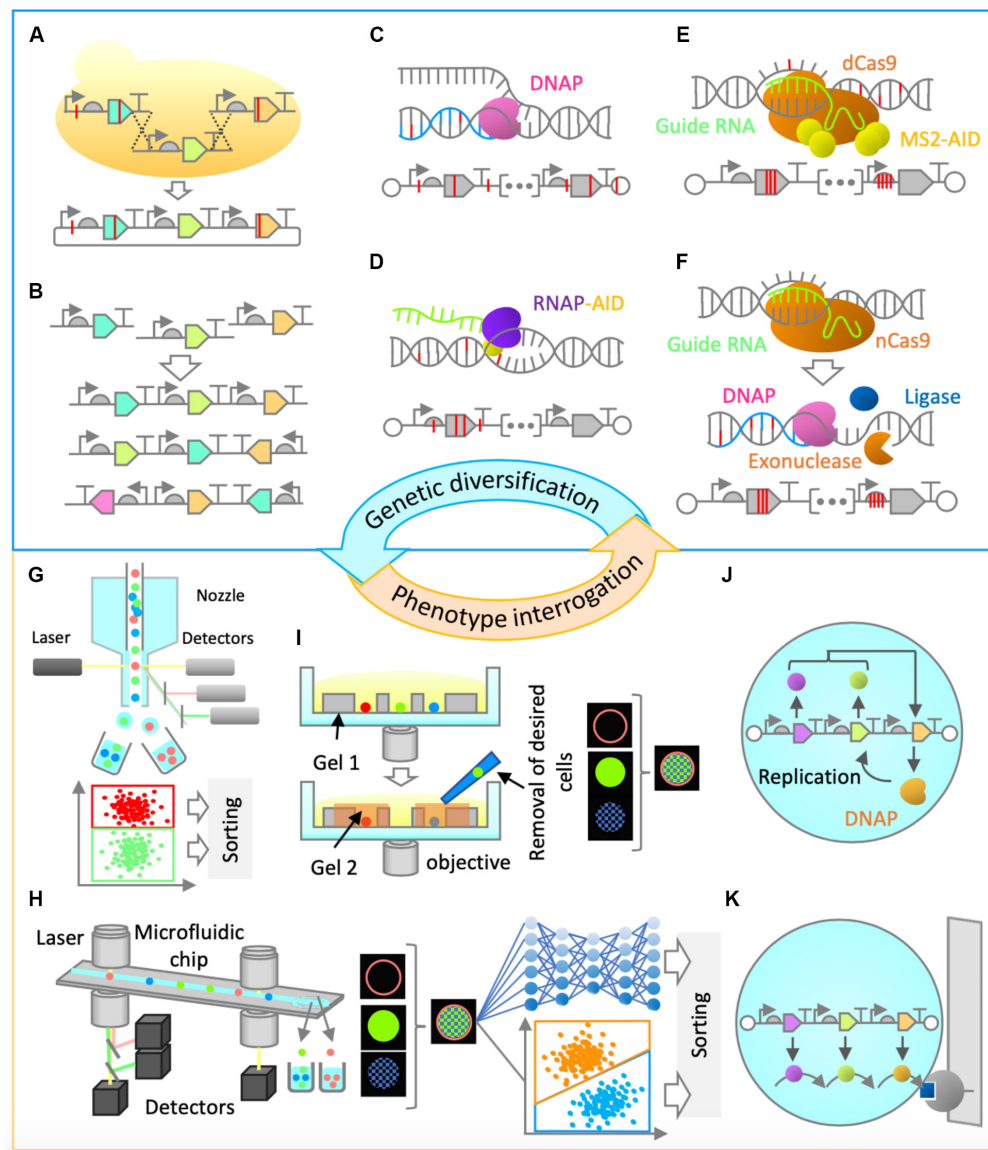 A
B
C
DNAP
D
RNAP-AID
E
dCas9
Guide RNA
MS2-AID
F
Guide RNA
nCas9
DNAP
Ligase
Exonuclease
Genetic diversification
Phenotype interrogation
G
Nozzle
Laser
Detectors
Sorting
H
Laser
Microfluidic
chip
Detectors
Sorting
I
Gel 1
Gel 2
objective
Removal of desired
cells
J
Replication
DNAP
K